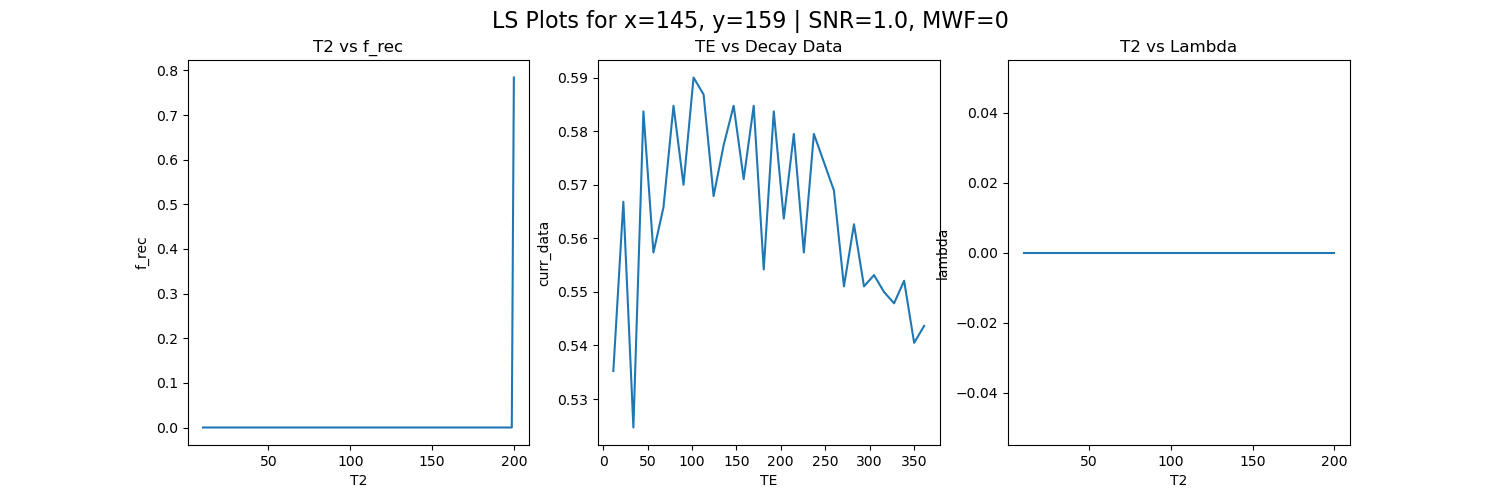 LS Plots for x=145, y=159 | SNR=1.0, MWF=0
T2 vs f_rec
f_rec
0.8
0.7
0.6
0.5
0.4
0.3
0.2
0.1
0.0
50 100 150 200
T2
TE vs Decay Data
curr_data
0.59
0.58
0.57
0.56
0.55
0.54
0.53
0 50 100 150 200 250 300 350
TE
T2 vs Lambda
lambda
0.04
0.02
0.00
−0.02
−0.04
50 100 150 200
T2